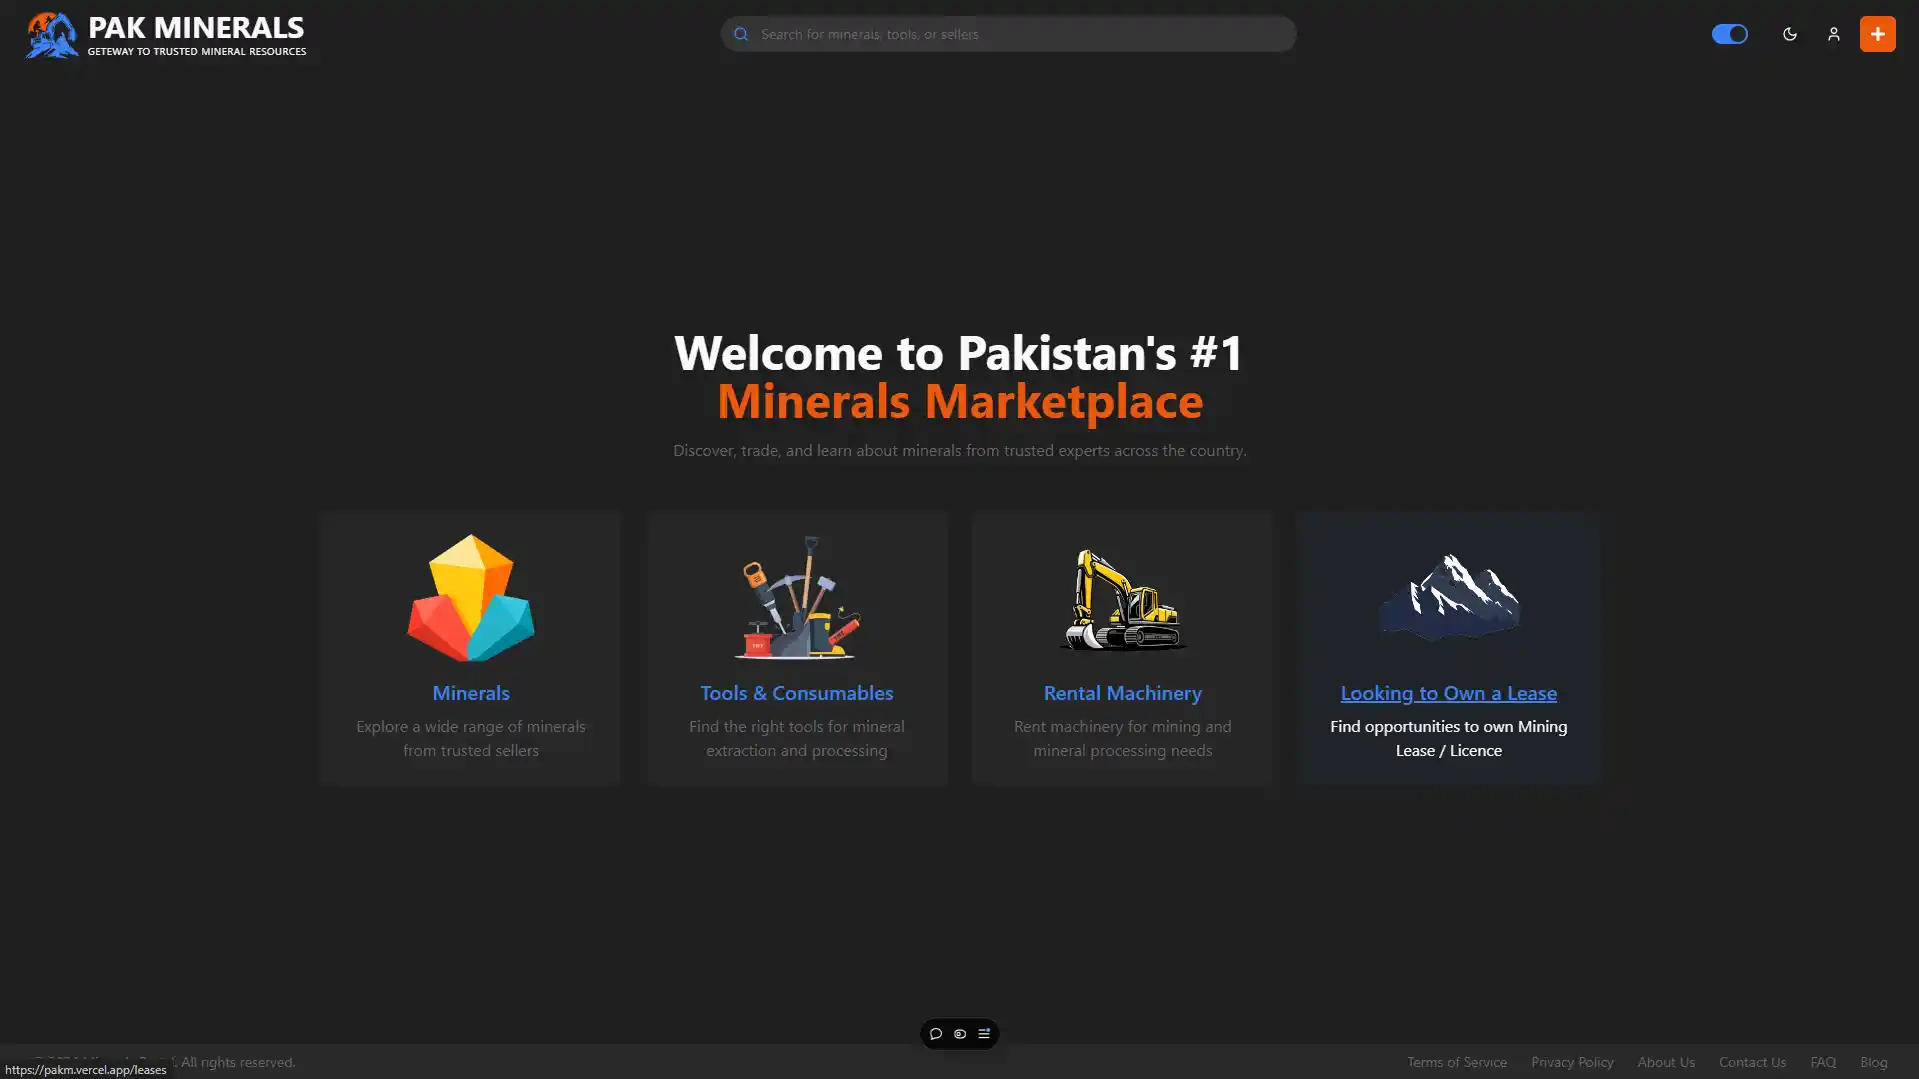 PAK MINERALS
GETEWAY TO TRUSTED MINERAL RESOURCES
Search for minerals, tools, or sellers
Welcome to Pakistan's #1
Minerals Marketplace
Discover, trade, and learn about minerals from trusted experts across the country.
Minerals
Explore a wide range of minerals
from trusted sellers
Tools & Consumables
Find the right tools for mineral
extraction and processing
TNT
Rental Machinery
Rent machinery for mining and
mineral processing needs
Looking to Own a Lease
Find opportunities to own Mining
Lease / Licence
All rights reserved.
Terms of Service
Privacy Policy
About Us
Contact Us
FAQ
Blog
https://pakm.vercel.app/leases